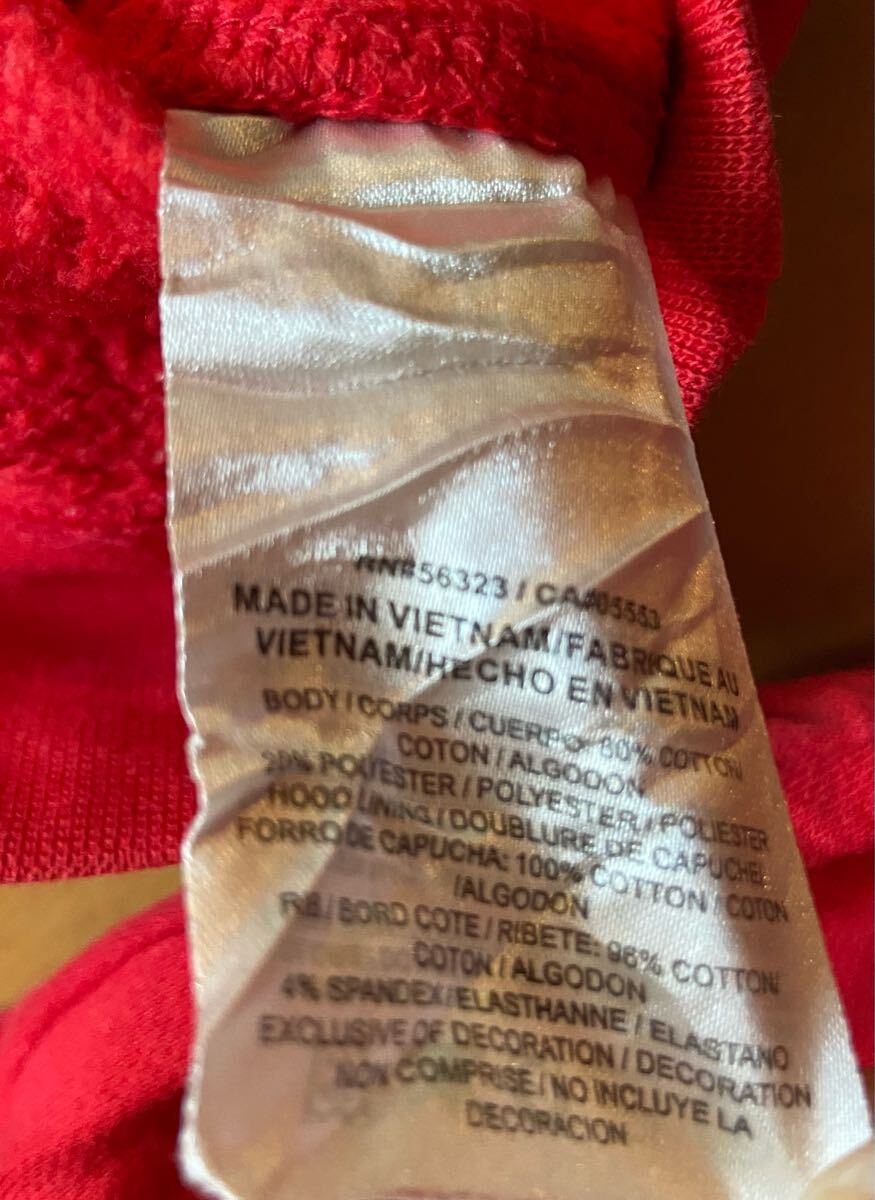 RN#56323 / CA#05553
MADE IN VIETNAM/FABRIQUE AU
VIETNAM/HECHO EN VIETNAM
BODY / CORPS / CUERPO: 80% COTTON/
COTON / ALGODON
20% POLYESTER / POLYESTER / POLIESTER
HOOD LINING / DOUBLURE DE CAPUCHE/
FORRO DE CAPUCHA: 100% COTTON / COTON
/ALGODON
RIB / BORD COTE / RIBETE: 96% COTTON/
COTON / ALGODON
4% SPANDEX/ELASTHANNE / ELASTANO
EXCLUSIVE OF DECORATION / DECORATION
NON COMPRISE / NO INCLUYE LA
DECORACION